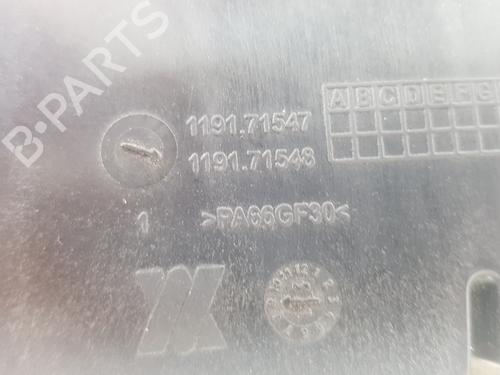 B-PARTS
1191.71547
1191.71548
A B C D E F G
1 >PA66GF30<